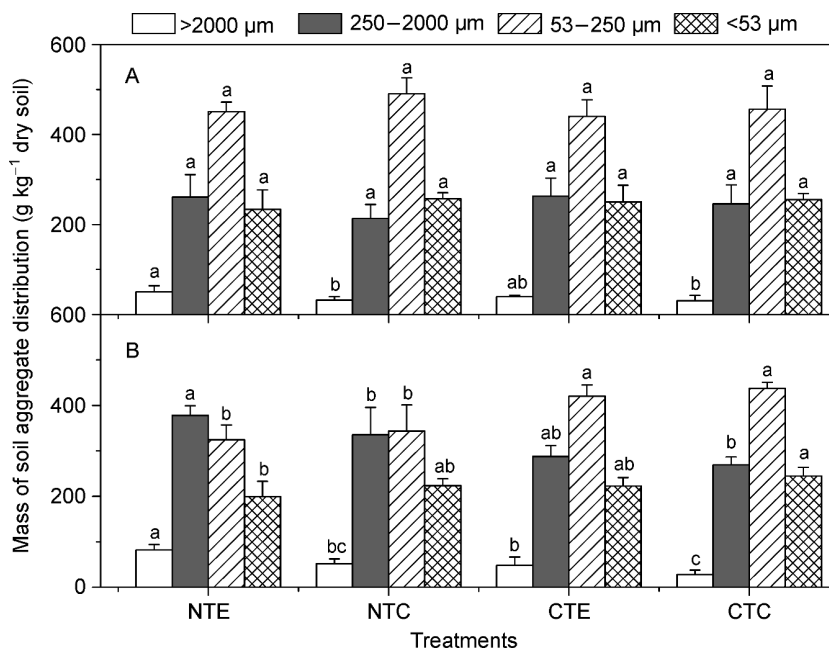 >2000 µm 250−2000 µm 53−250 µm <53 µm
Mass of soil aggregate distribution (g kg−1 dry soil)
600
A
a a a a
400
a a a a a a a a
200
a b ab b
600
B
a b b b a a
400
ab b
b ab ab a
200
a bc b c
0
NTE NTC CTE CTC
Treatments